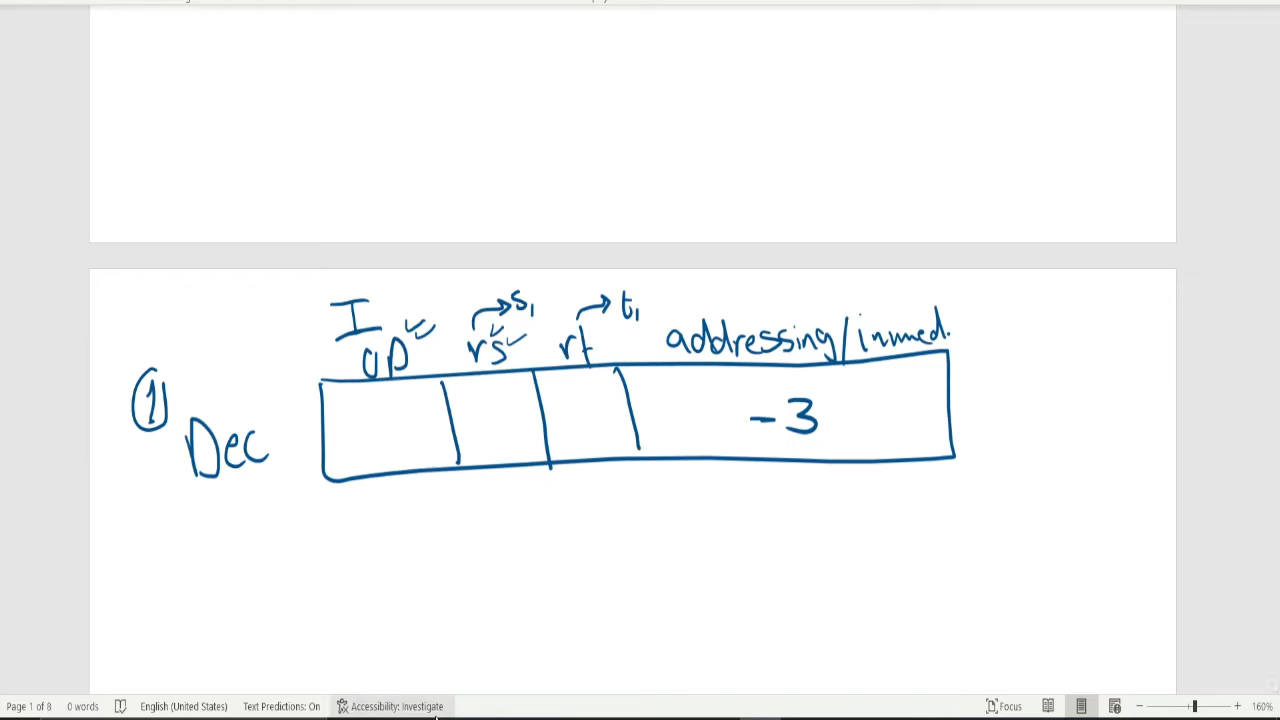 I
s1 t1
op rs rt addressing/immed.
① Dec -3
Page 1 of 8 0 words English (United States) Text Predictions: On Accessibility: Investigate Focus 160%